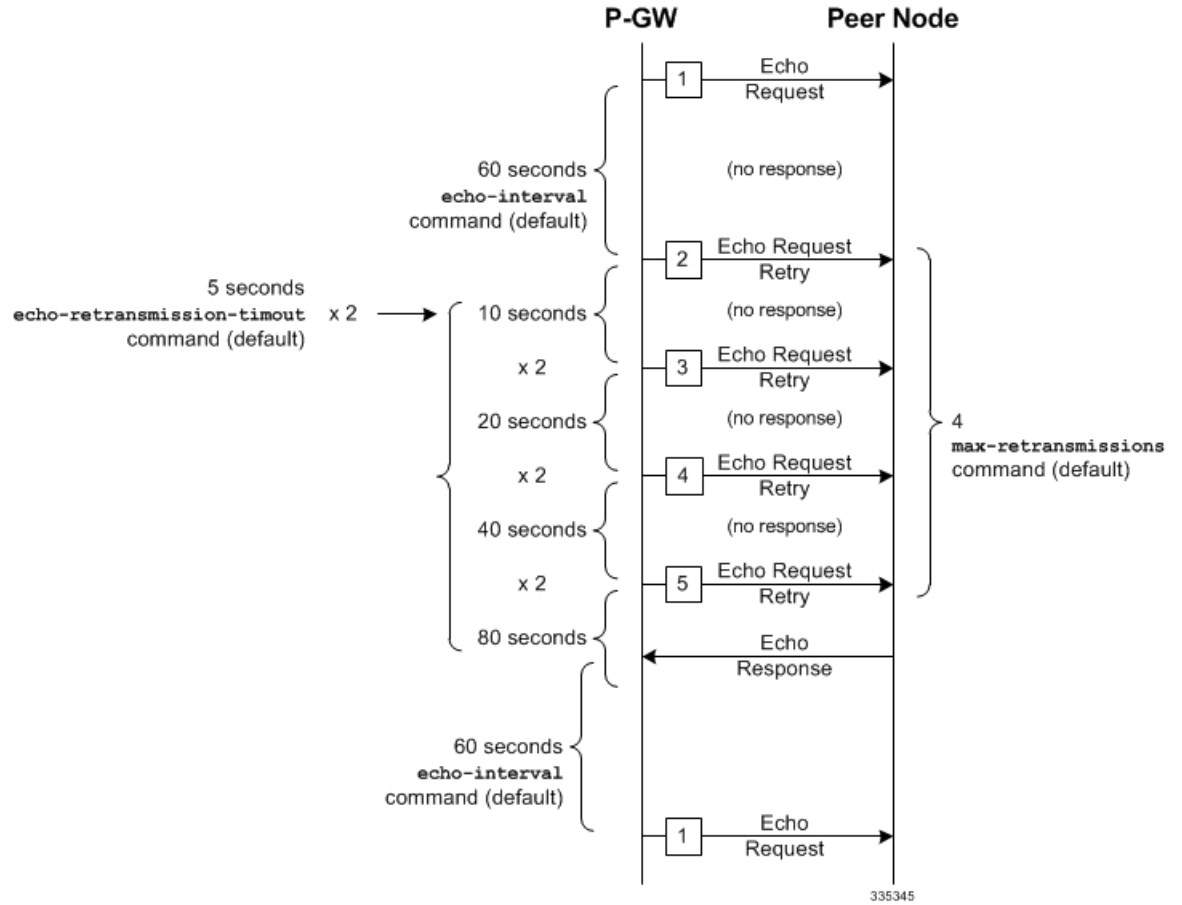 P-GW
Peer Node
1
Echo
Request
60 seconds
echo-interval
command (default)
(no response)
2
Echo Request
Retry
5 seconds
echo-retransmission-timout
command (default)
x 2
10 seconds
(no response)
x 2
3
Echo Request
Retry
20 seconds
(no response)
4
max-retransmissions
command (default)
x 2
4
Echo Request
Retry
40 seconds
(no response)
x 2
5
Echo Request
Retry
80 seconds
Echo
Response
60 seconds
echo-interval
command (default)
1
Echo
Request
335345